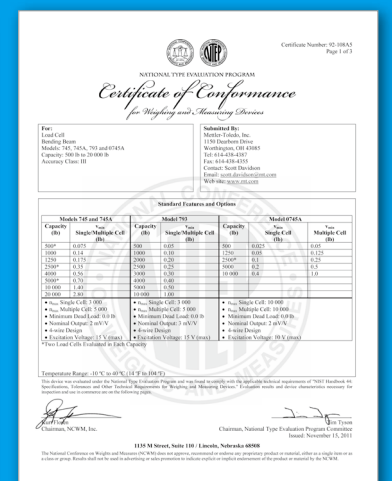 Certificate Number: 92-108A5
Page 1 of 3
NTEP
NATIONAL TYPE EVALUATION PROGRAM
Certificate of Conformance
for Weighing and Measuring Devices
For:
Load Cell
Bending Beam
Models: 745, 745A, 793 and 0745A
Capacity: 500 lb to 20 000 lb
Accuracy Class: III
Submitted By:
Mettler-Toledo, Inc.
1150 Dearborn Drive
Worthington, OH 43085
Tel: 614-438-4387
Fax: 614-438-4355
Contact: Scott Davidson
Email: scott.davidson@mt.com
Web site: www.mt.com
Standard Features and Options
Models 745 and 745A Model 793 Model 0745A
Capacity (lb) vmin Single/Multiple Cell (lb) Capacity (lb) vmin Single/Multiple Cell (lb) Capacity (lb) vmin Single Cell (lb) vmin Multiple Cell (lb)
500* 0.075 500 0.05 500 0.025 0.05
1000 0.14 1000 0.10 1250 0.05 0.125
1250 0.175 2000 0.20 2500* 0.1 0.25
2500* 0.35 2500 0.25 5000 0.2 0.5
4000 0.56 3000 0.30 10 000 0.4 1.0
5000* 0.70 4000 0.40
10 000 1.40 5000 0.50
20 000 2.80 10 000 1.00
• nmax Single Cell: 3 000 • nmax Single Cell: 3 000 • nmax Single Cell: 10 000
• nmax Multiple Cell: 5 000 • nmax Multiple Cell: 5 000 • nmax Multiple Cell: 10 000
• Minimum Dead Load: 0.0 lb • Minimum Dead Load: 0.0 lb • Minimum Dead Load: 0.0 lb
• Nominal Output: 2 mV/V • Nominal Output: 3 mV/V • Nominal Output: 2 mV/V
• 4-wire Design • 4-wire Design • 4-wire Design
• Excitation Voltage: 15 V (max) • Excitation Voltage: 15 V (max) • Excitation Voltage: 10 V (max)
*Two Load Cells Evaluated in Each Capacity
Temperature Range: -10 °C to 40 °C (14 °F to 104 °F)
This device was evaluated under the National Type Evaluation Program and was found to comply with the applicable technical requirements of "NIST Handbook 44: Specifications, Tolerances and Other Technical Requirements for Weighing and Measuring Devices." Evaluation results and device characteristics necessary for inspection and use in commerce are on the following pages.
Chairman, NCWM, Inc.
Jim Tyson
Chairman, National Type Evaluation Program Committee
Issued: November 15, 2011
1135 M Street, Suite 110 / Lincoln, Nebraska 68508
The National Conference on Weights and Measures (NCWM) does not approve, recommend or endorse any proprietary product or material, either as a single item or as a class or group. Results shall not be used in advertising or sales promotion to indicate explicit or implicit endorsement of the product or material by the NCWM.